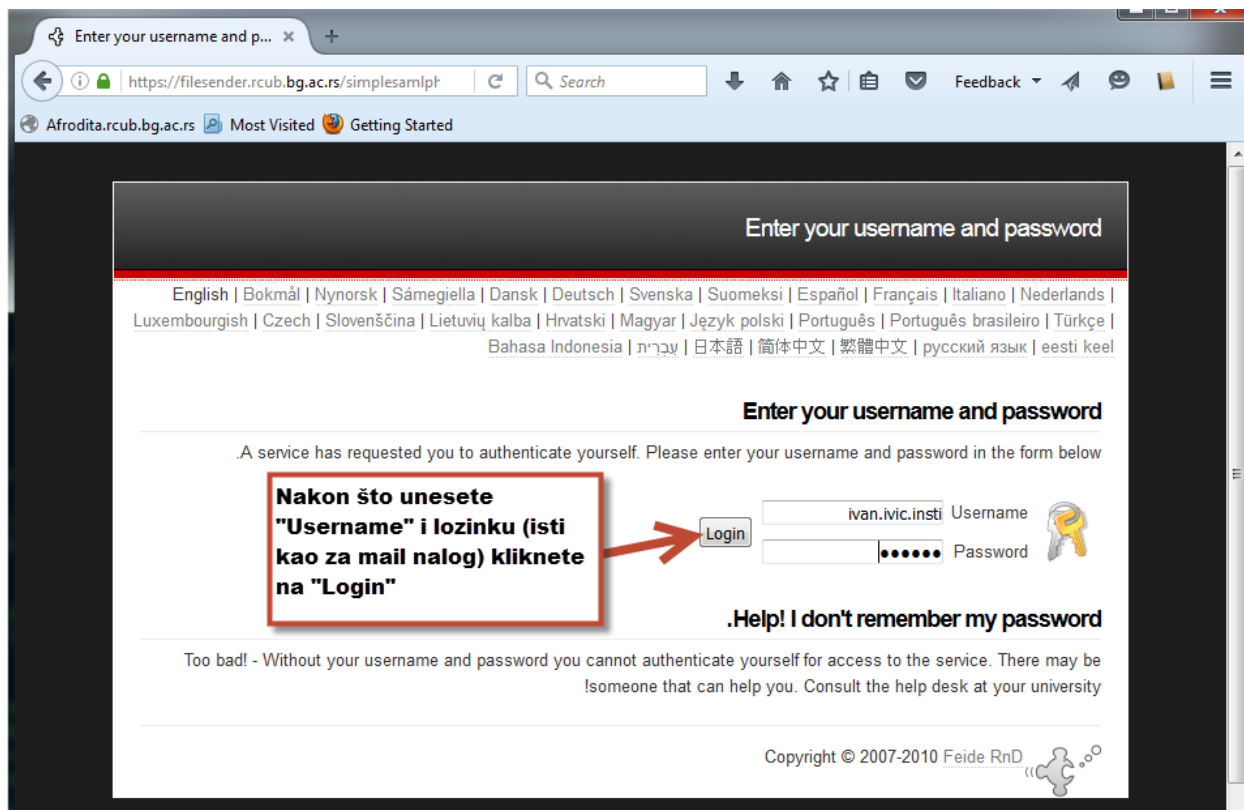 Enter your username and p...
https://filesender.rcub.bg.ac.rs/simplesamlph
Search
Feedback
Afrodita.rcub.bg.ac.rs Most Visited Getting Started
Enter your username and password
English | Bokmål | Nynorsk | Sámegiella | Dansk | Deutsch | Svenska | Suomeksi | Español | Français | Italiano | Nederlands |
Luxembourgish | Czech | Slovenščina | Lietuvių kalba | Hrvatski | Magyar | Język polski | Português | Português brasileiro | Türkçe |
Bahasa Indonesia | עִבְרִית | 日本語 | 简体中文 | 繁體中文 | русский язык | eesti keel
Enter your username and password
.A service has requested you to authenticate yourself. Please enter your username and password in the form below
Nakon što unesete
"Username" i lozinku (isti
kao za mail nalog) kliknete
na "Login"
Login
ivan.ivic.insti Username
●●●●●● Password
.Help! I don't remember my password
Too bad! - Without your username and password you cannot authenticate yourself for access to the service. There may be
!someone that can help you. Consult the help desk at your university
Copyright © 2007-2010 Feide RnD